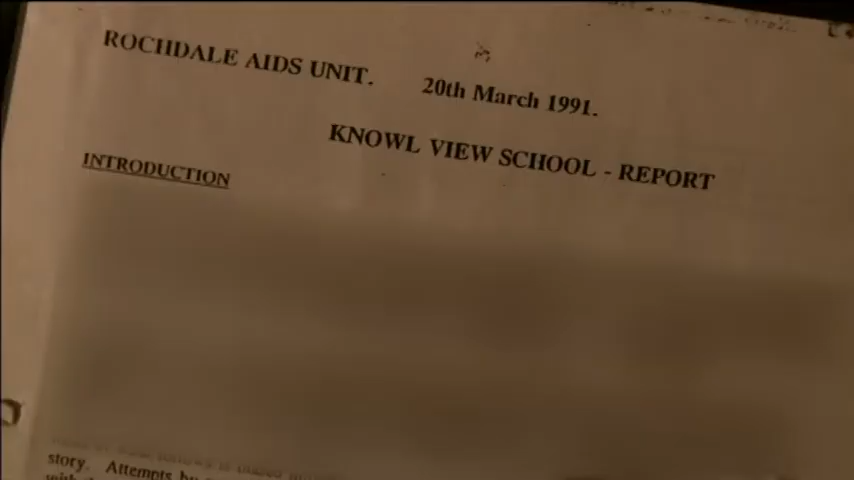 ROCHDALE AIDS UNIT. 20th March 1991.
KNOWL VIEW SCHOOL - REPORT
INTRODUCTION
story. Attempts